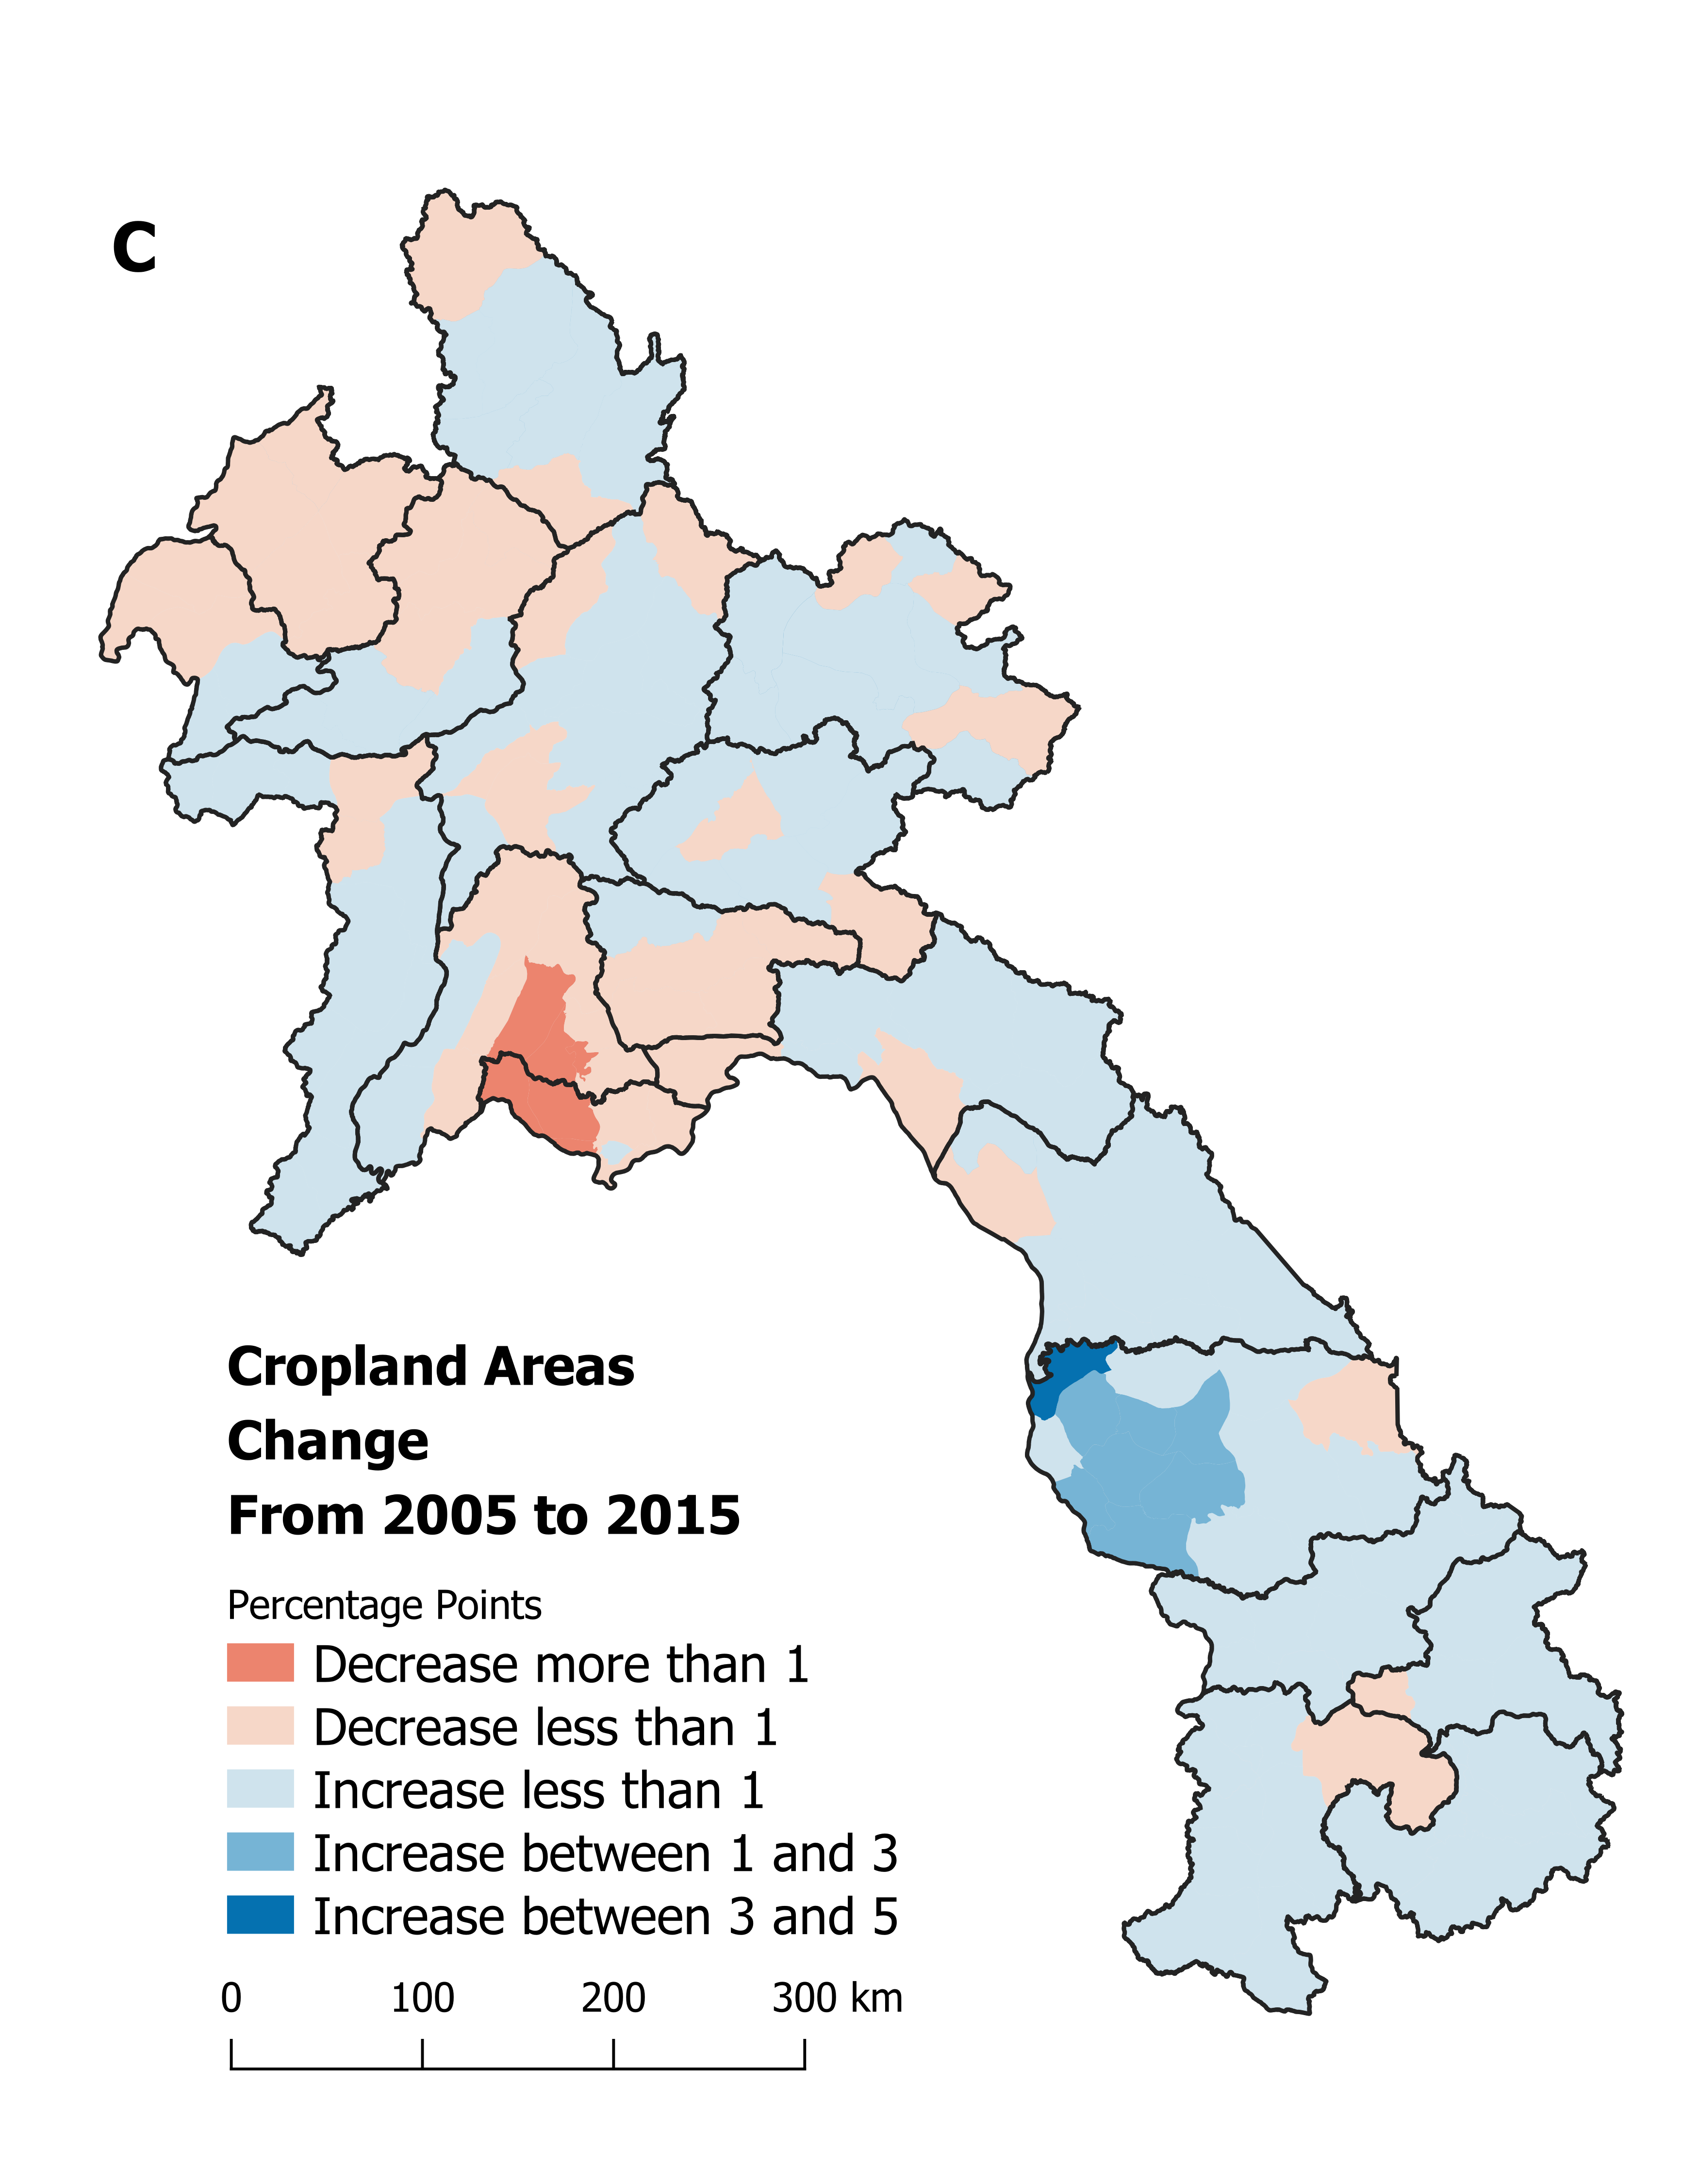 C
Cropland Areas
Change
From 2005 to 2015
Percentage Points
Decrease more than 1
Decrease less than 1
Increase less than 1
Increase between 1 and 3
Increase between 3 and 5
0 100 200 300 km